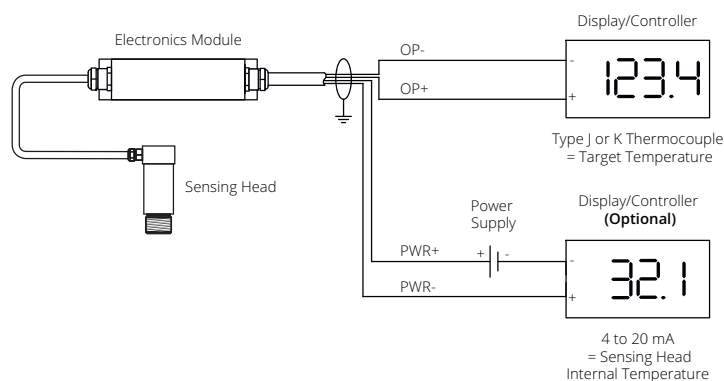 Display/Controller
Electronics Module
OP-
-
123.4
OP+
+
Type J or K Thermocouple
= Target Temperature
Sensing Head
Power
Supply
Display/Controller
(Optional)
PWR+
+
-
-
32.1
PWR-
+
4 to 20 mA
= Sensing Head
Internal Temperature